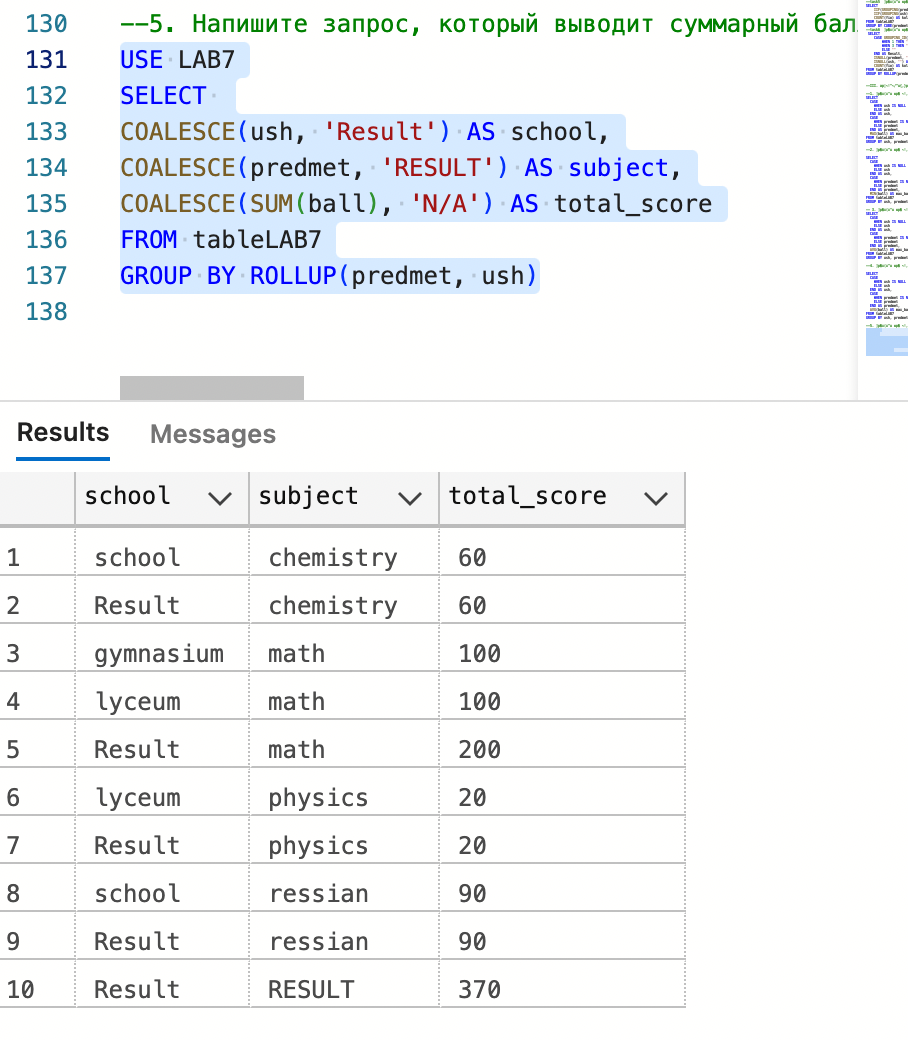 130 --5. Напишите запрос, который выводит суммарный бал
131 USE LAB7
132 SELECT
133 COALESCE(ush, 'Result') AS school,
134 COALESCE(predmet, 'RESULT') AS subject,
135 COALESCE(SUM(ball), 'N/A') AS total_score
136 FROM tableLAB7
137 GROUP BY ROLLUP(predmet, ush)
138
Results Messages
school subject total_score
1 school chemistry 60
2 Result chemistry 60
3 gymnasium math 100
4 lyceum math 100
5 Result math 200
6 lyceum physics 20
7 Result physics 20
8 school ressian 90
9 Result ressian 90
10 Result RESULT 370